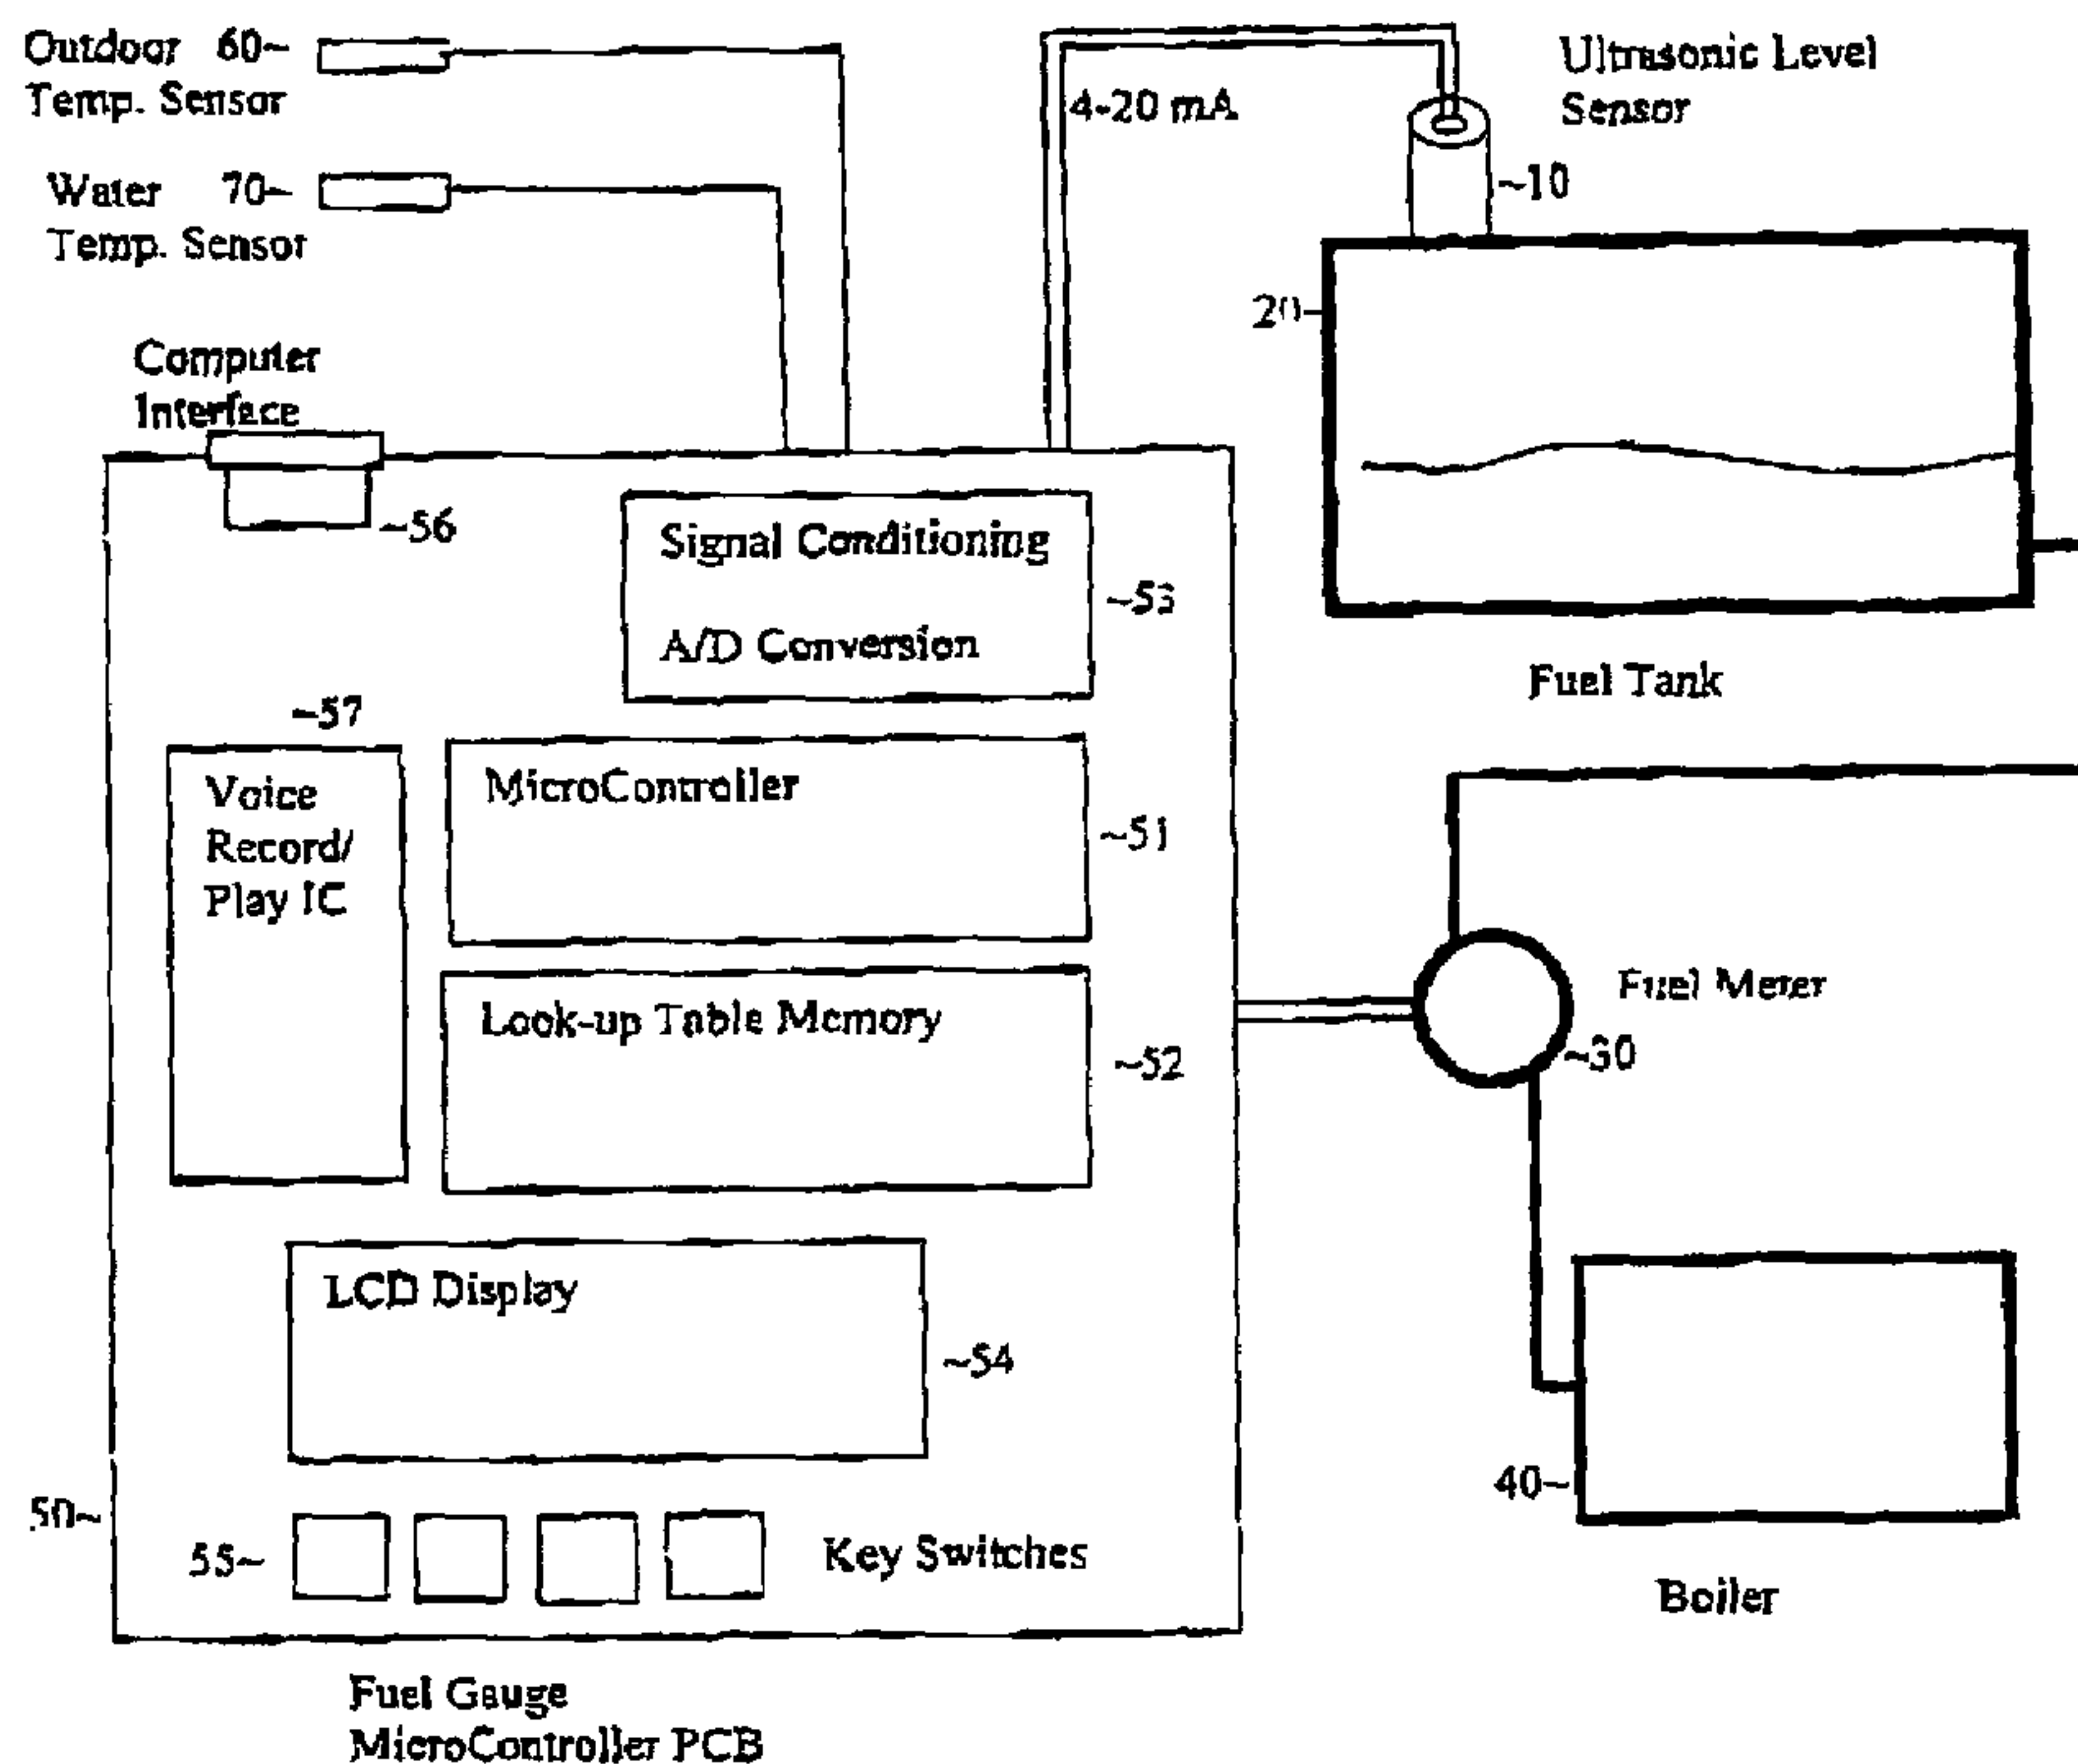 Outdoor 60~
Temp. Sensor
Water 70~
Temp. Sensor
4-20 mA
Ultrasonic Level
Sensor
~10
20-
Computer
Interface
~56
Signal Conditioning
A/D Conversion
~53
Fuel Tank
~57
Voice
Record/
Play IC
MicroController
~51
Look-up Table Memory
~52
Fuel Meter
~30
LCD Display
~54
40~
50~
55~
Key Switches
Boiler
Fuel Gauge
MicroController PCB